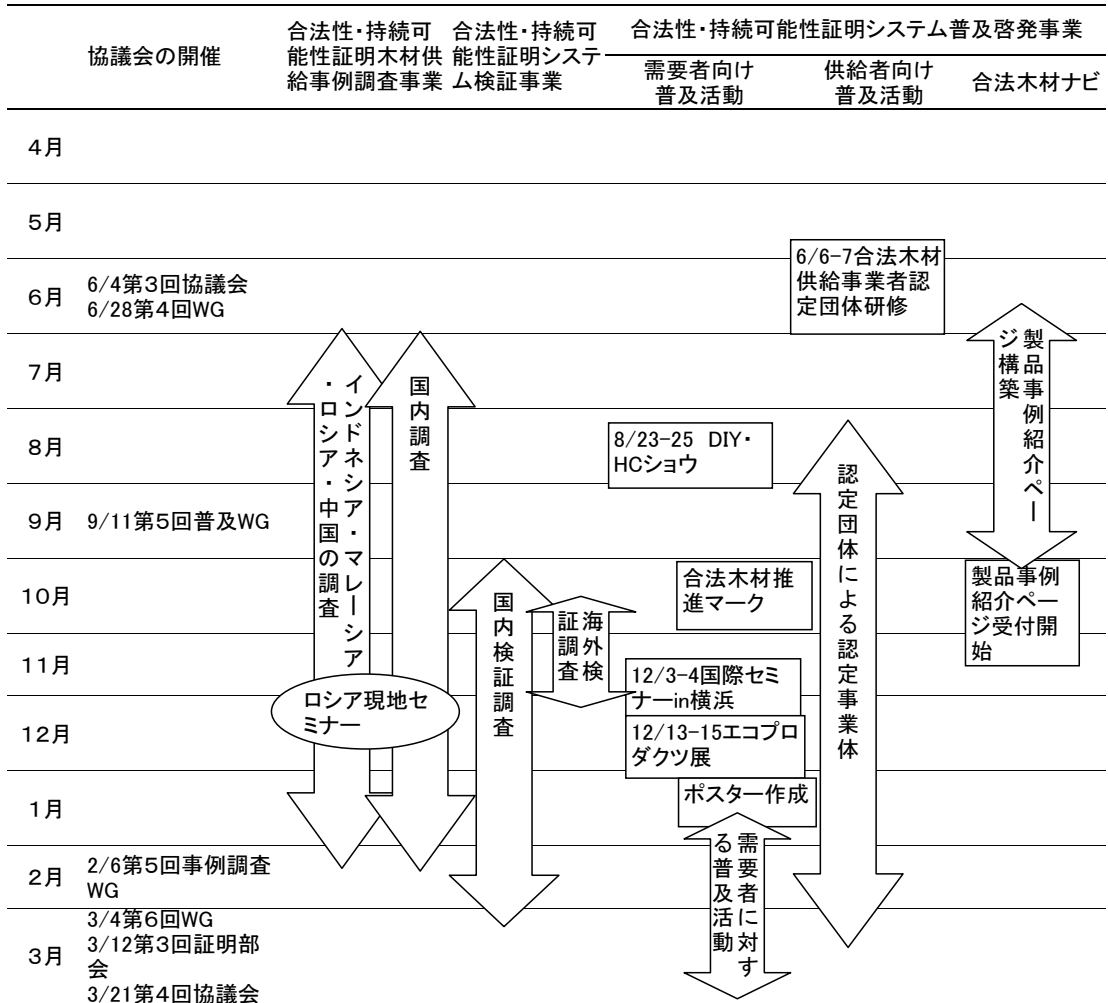 協議会の開催
合法性・持続可
能性証明木材供
給事例調査事業
合法性・持続可
能性証明システ
ム検証事業
合法性・持続可能性証明システム普及啓発事業
需要者向け
普及活動
供給者向け
普及活動
合法木材ナビ
4月
5月
6月
6/4第3回協議会
6/28第4回WG
6/6-7合法木材
供給事業者認
定団体研修
7月
インドネシア・マレーシア
・ロシア・中国の調査
国内調査
製品事例紹介ペー
ジ構築
8月
8/23-25 DIY・
HCショウ
認定団体による認定事業体
9月
9/11第5回普及WG
10月
国内検証調査
海外検
証調査
合法木材推
進マーク
製品事例
紹介ペー
ジ受付開
始
11月
ロシア現地セ
ミナー
12/3-4国際セミ
ナーin横浜
12月
12/13-15エコプロ
ダクツ展
1月
ポスター作成
2月
2/6第5回事例調査
WG
需要者に対す
る普及活動
3月
3/4第6回WG
3/12第3回証明部
会
3/21第4回協議会